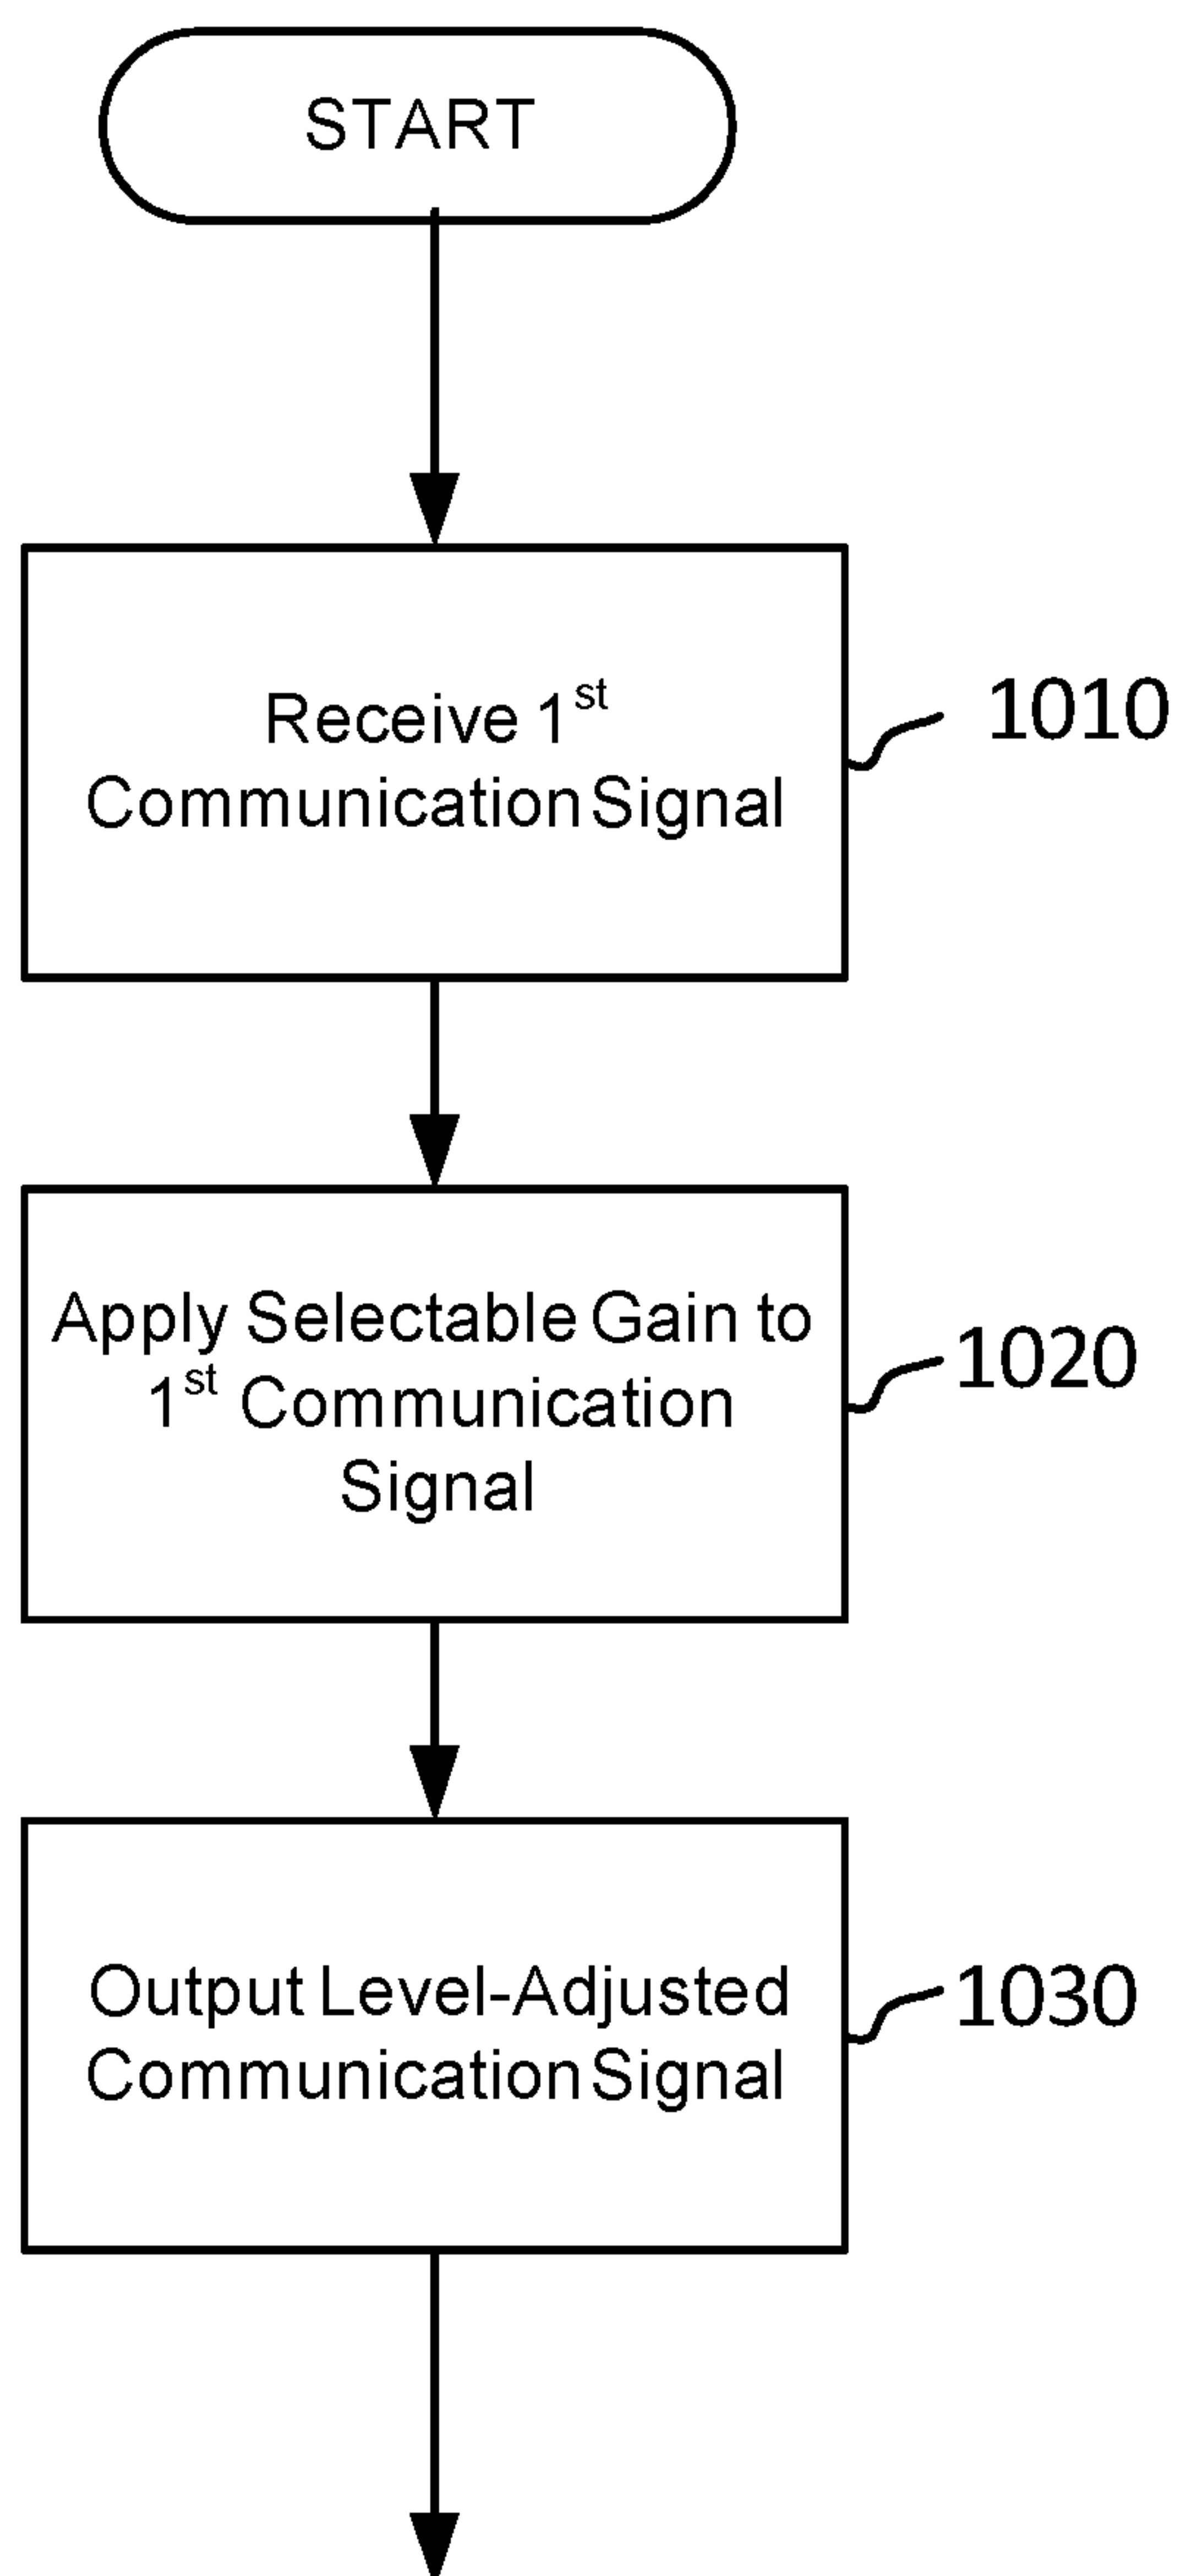 START
Receive 1st
Communication Signal
1010
Apply Selectable Gain to
1st Communication
Signal
1020
Output Level-Adjusted
Communication Signal
1030